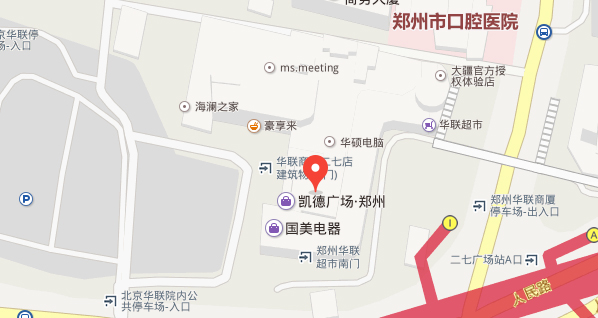 商务大厦
郑州市口腔医院
京华联停
场-入口
ms.meeting
大疆官方授
权体验店
海澜之家
豪享来
华联超市
华硕电脑
华联商 二七店
建筑物 门)
P
凯德广场·郑州
郑州华联商厦
停车场-出入口
国美电器
I
A
郑州华联
超市南门
二七广场站A口
人民路
北京华联院内公
共停车场-入口